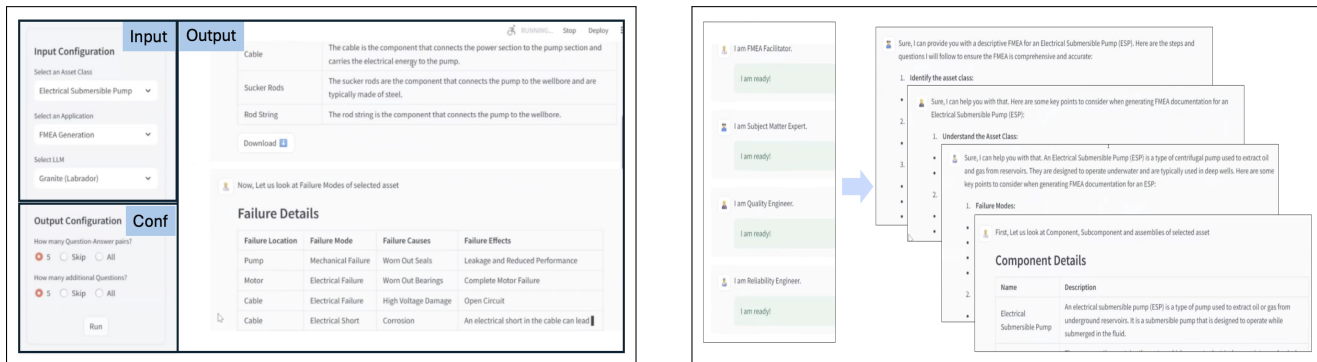 Input
Output
RUNNING... Stop Deploy
Input Configuration
Select an Asset Class
Electrical Submersible Pump
Select an Application
FMEA Generation
Select LLM
Granite (Labrador)
Conf
Output Configuration
How many Question-Answer pairs?
5 Skip All
How many additional Questions?
5 Skip All
Run
Cable
The cable is the component that connects the power section to the pump section and
carries the electrical energy to the pump.
Sucker Rods
The sucker rods are the component that connects the pump to the wellbore and are
typically made of steel.
Rod String
The rod string is the component that connects the pump to the wellbore.
Download
Now, Let us look at Failure Modes of selected asset
Failure Details
Failure Location Failure Mode Failure Causes Failure Effects
Pump Mechanical Failure Worn Out Seals Leakage and Reduced Performance
Motor Electrical Failure Worn Out Bearings Complete Motor Failure
Cable Electrical Failure High Voltage Damage Open Circuit
Cable Electrical Short Corrosion An electrical short in the cable can lead
I am FMEA Facilitator.
I am ready!
I am Subject Matter Expert.
I am ready!
I am Quality Engineer.
I am ready!
I am Reliability Engineer.
I am ready!
Sure, I can provide you with a descriptive FMEA for an Electrical Submersible Pump (ESP). Here are the steps and
questions I will follow to ensure the FMEA is comprehensive and accurate:
1. Identify the asset class:
2.
3.
Sure, I can help you with that. Here are some key points to consider when generating FMEA documentation for an
Electrical Submersible Pump (ESP):
1. Understand the Asset Class:
2.
Sure, I can help you with that. An Electrical Submersible Pump (ESP) is a type of centrifugal pump used to extract oil
and gas from reservoirs. They are designed to operate underwater and are typically used in deep wells. Here are some
key points to consider when generating FMEA documentation for an ESP:
1. Failure Modes:
2.
First, Let us look at Component, Subcomponent and assemblies of selected asset
Component Details
Name Description
Electrical
Submersible Pump
An electrical submersible pump (ESP) is a type of pump used to extract oil or gas from
underground reservoirs. It is a submersible pump that is designed to operate while
submerged in the fluid.